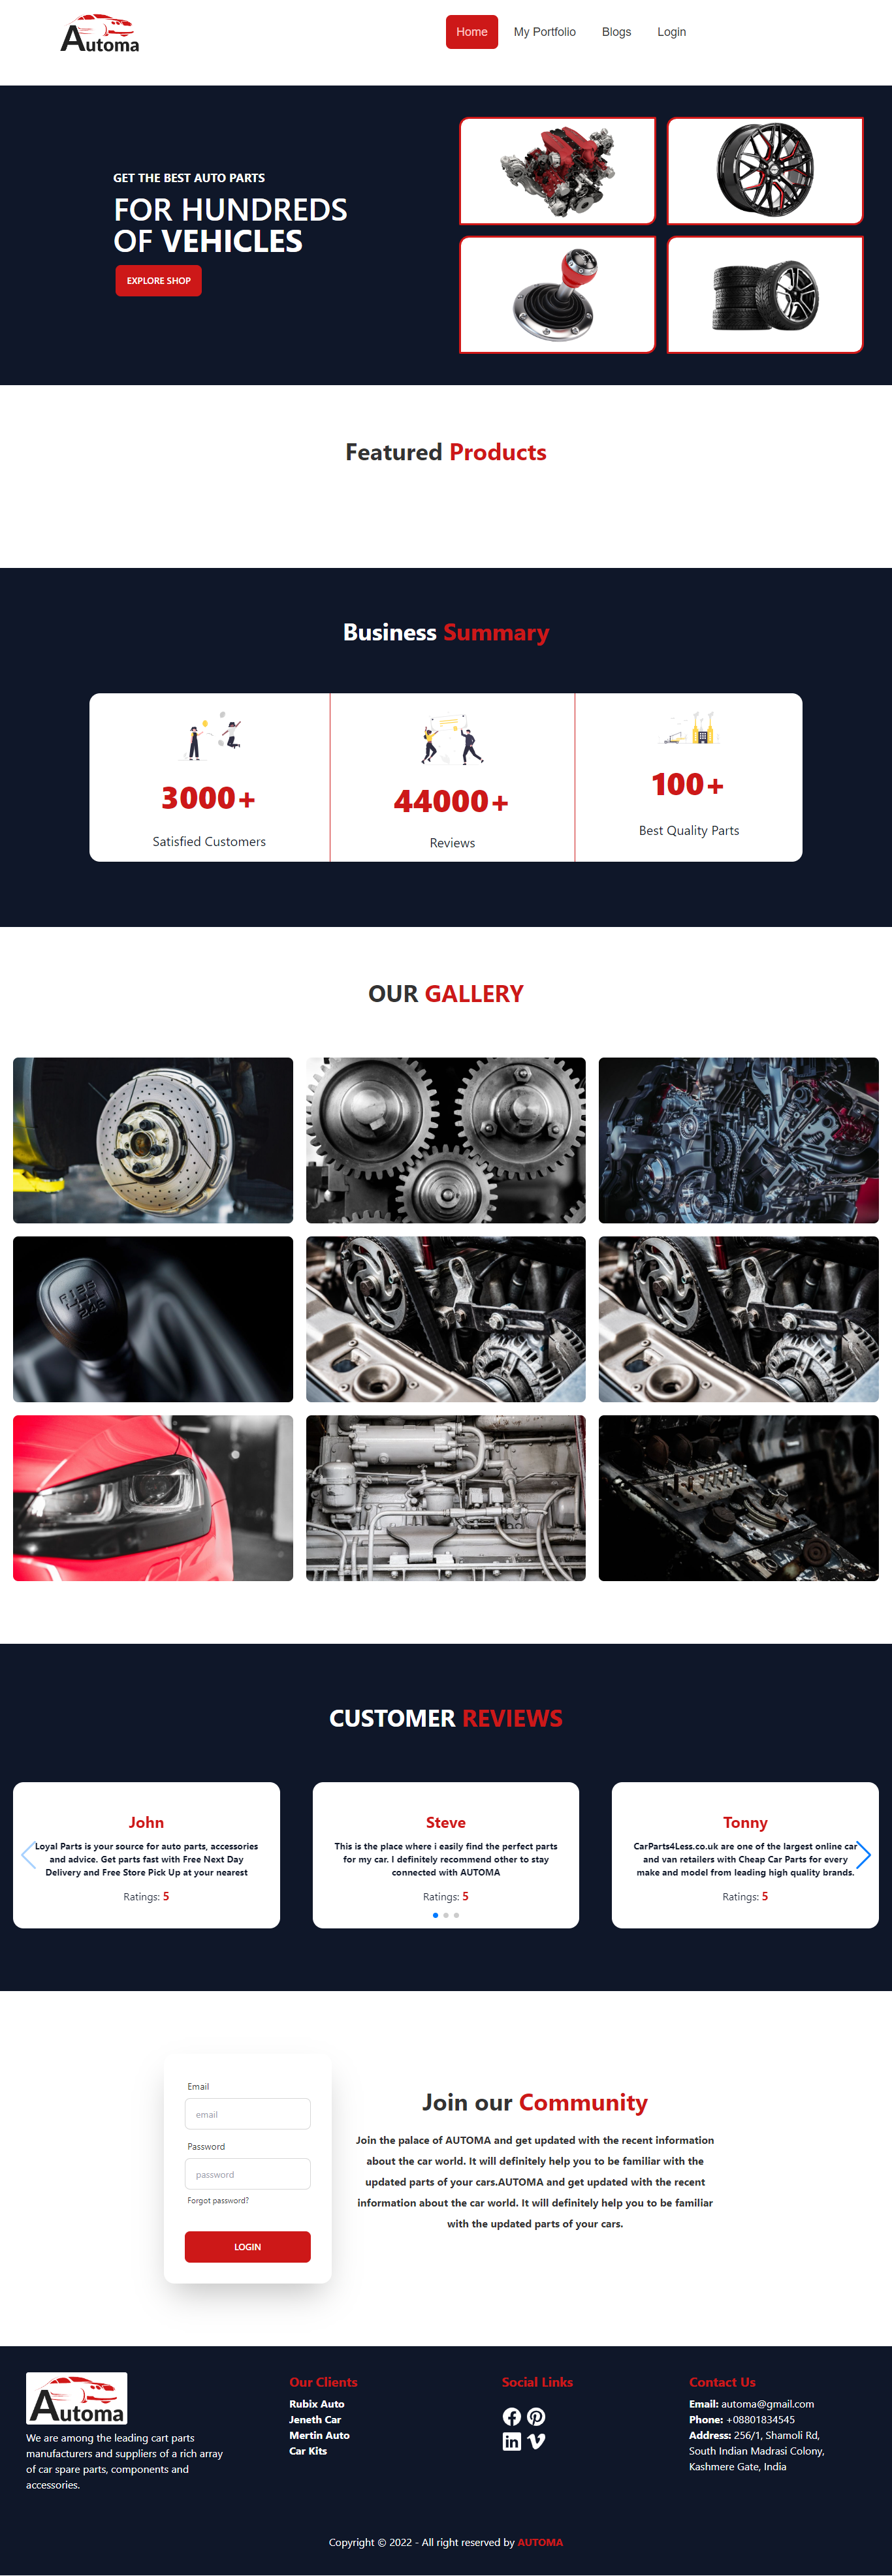 Automa
Home
My Portfolio
Blogs
Login
GET THE BEST AUTO PARTS
FOR HUNDREDS
OF VEHICLES
EXPLORE SHOP
Featured Products
Business Summary
3000+
Satisfied Customers
44000+
Reviews
100+
Best Quality Parts
OUR GALLERY
CUSTOMER REVIEWS
John
Loyal Parts is your source for auto parts, accessories
and advice. Get parts fast with Free Next Day
Delivery and Free Store Pick Up at your nearest
Ratings: 5
Steve
This is the place where i easily find the perfect parts
for my car. I definitely recommend other to stay
connected with AUTOMA
Ratings: 5
Tonny
CarParts4Less.co.uk are one of the largest online car
and van retailers with Cheap Car Parts for every
make and model from leading high quality brands.
Ratings: 5
Email
email
Password
password
Forgot password?
LOGIN
Join our Community
Join the palace of AUTOMA and get updated with the recent information
about the car world. It will definitely help you to be familiar with the
updated parts of your cars.AUTOMA and get updated with the recent
information about the car world. It will definitely help you to be familiar
with the updated parts of your cars.
Automa
We are among the leading cart parts
manufacturers and suppliers of a rich array
of car spare parts, components and
accessories.
Our Clients
Rubix Auto
Jeneth Car
Mertin Auto
Car Kits
Social Links
Contact Us
Email: automa@gmail.com
Phone: +08801834545
Address: 256/1, Shamoli Rd,
South Indian Madrasi Colony,
Kashmere Gate, India
Copyright © 2022 - All right reserved by AUTOMA